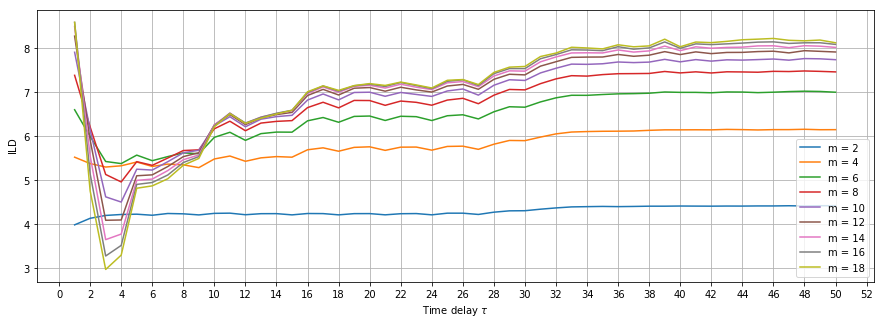 ILD
8
7
6
5
4
3
0 2 4 6 8 10 12 14 16 18 20 22 24 26 28 30 32 34 36 38 40 42 44 46 48 50 52
Time delay τ
m = 2
m = 4
m = 6
m = 8
m = 10
m = 12
m = 14
m = 16
m = 18